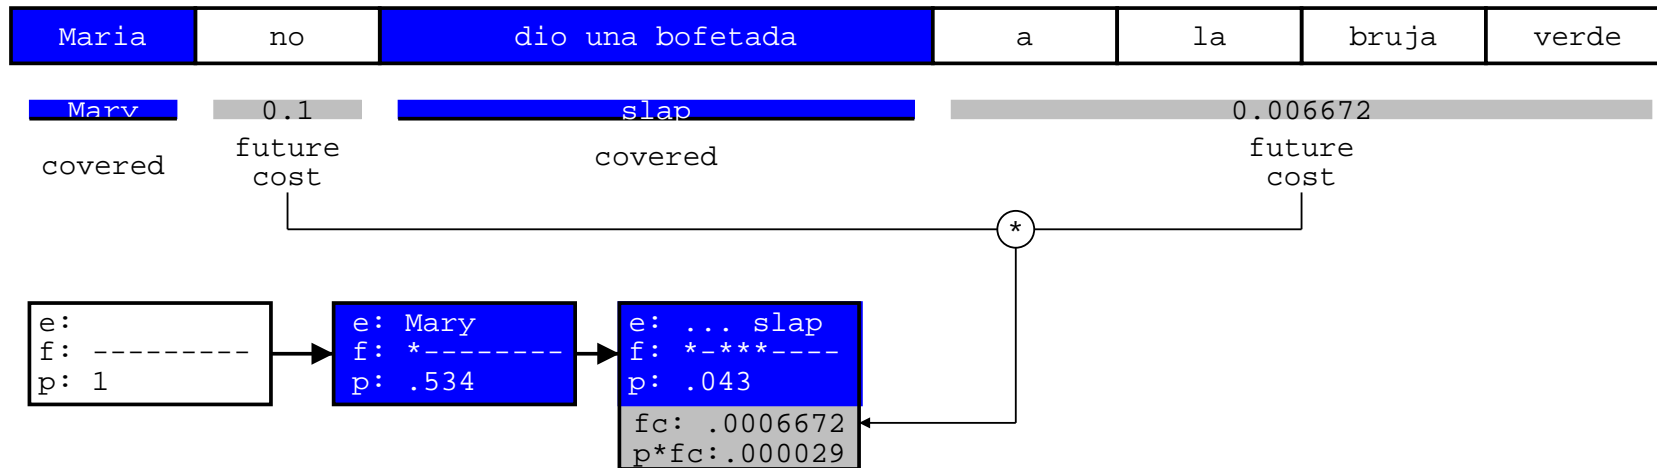 Maria no dio una bofetada a la bruja verde
Mary 0.1 slap 0.006672
covered future cost covered future cost
*
e:
f: ---------
p: 1
e: Mary
f: *--------
p: .534
e: ... slap
f: *-***----
p: .043
fc: .0006672
p*fc:.000029